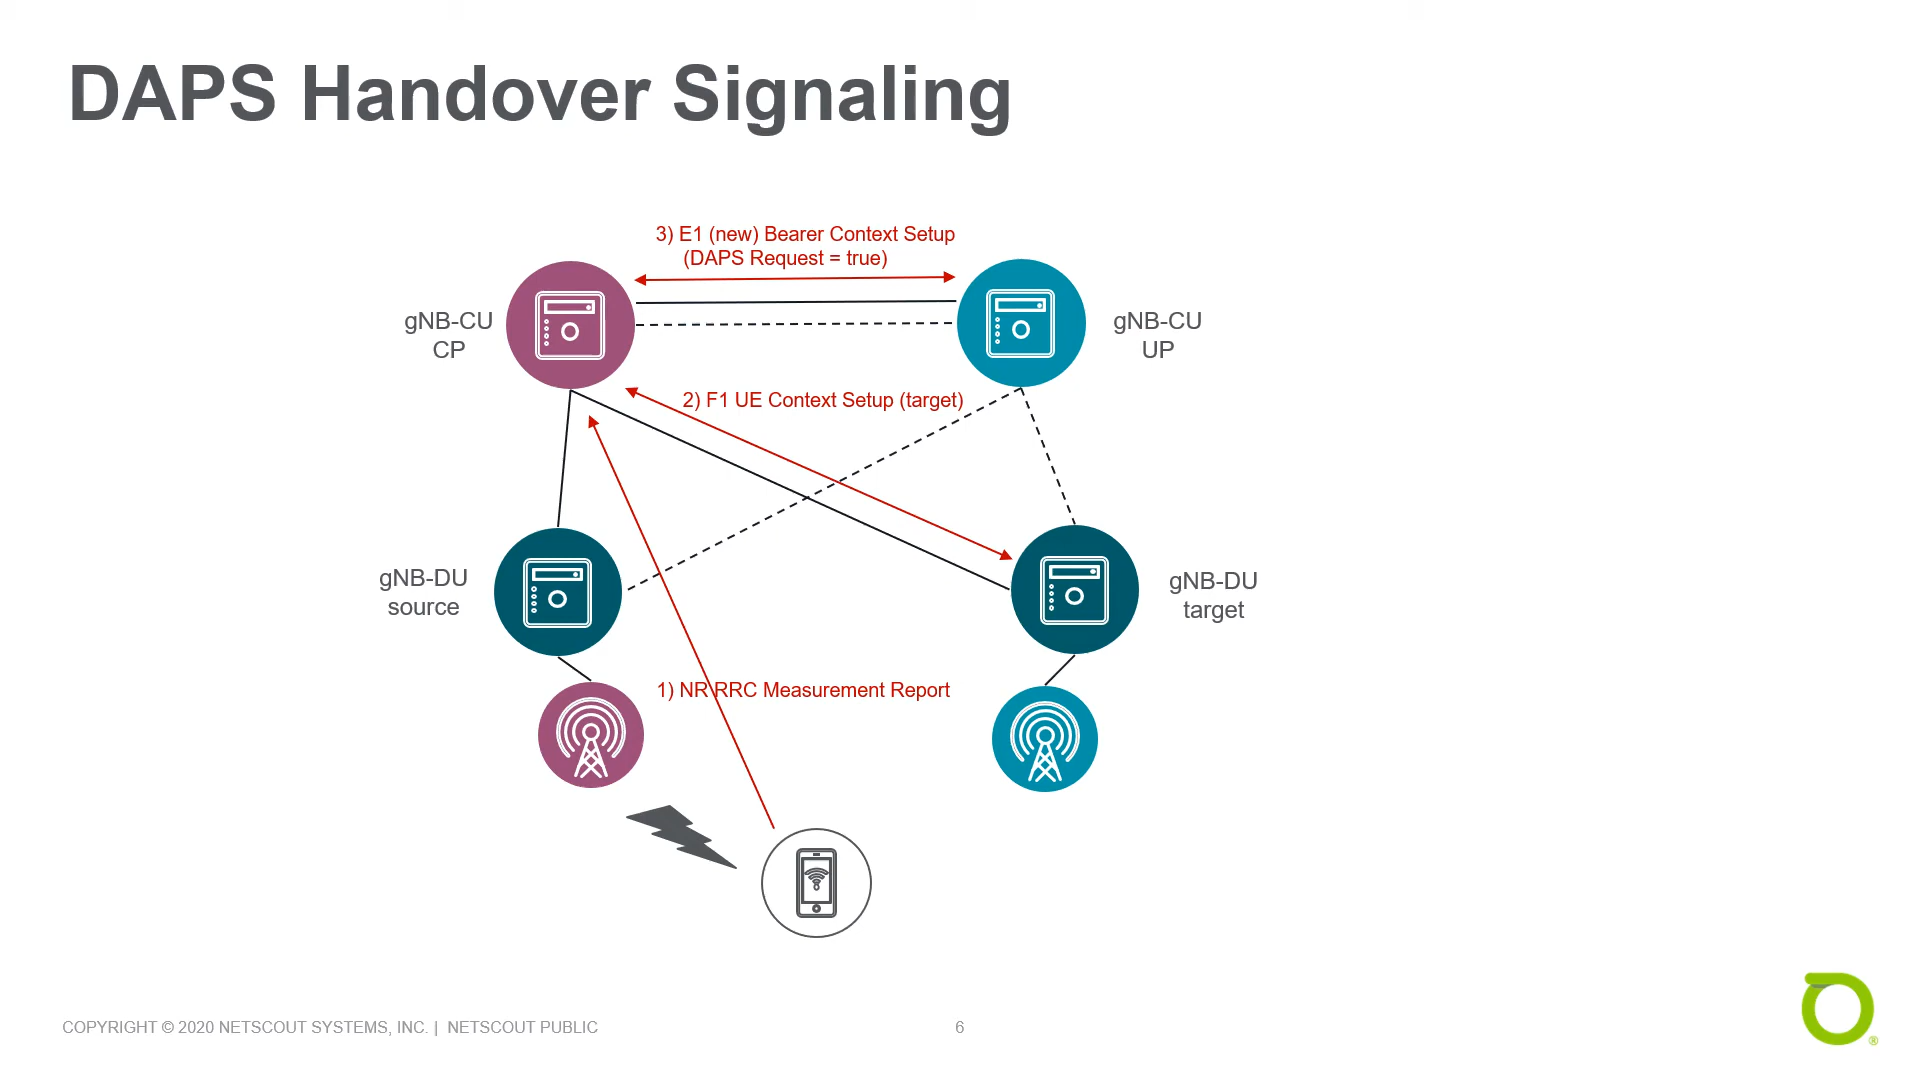 DAPS Handover Signaling
3) E1 (new) Bearer Context Setup
(DAPS Request = true)
gNB-CU
CP
gNB-CU
UP
2) F1 UE Context Setup (target)
gNB-DU
source
gNB-DU
target
1) NR RRC Measurement Report
COPYRIGHT © 2020 NETSCOUT SYSTEMS, INC. | NETSCOUT PUBLIC
6
®